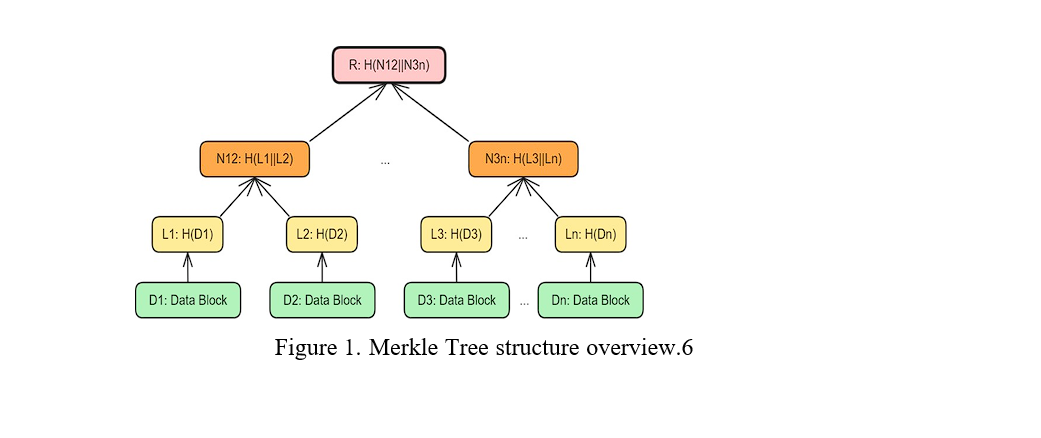 R: H(N12||N3n)
N12: H(L1||L2) ... N3n: H(L3||Ln)
L1: H(D1) L2: H(D2) L3: H(D3) ... Ln: H(Dn)
D1: Data Block D2: Data Block D3: Data Block ... Dn: Data Block
Figure 1. Merkle Tree structure overview.6